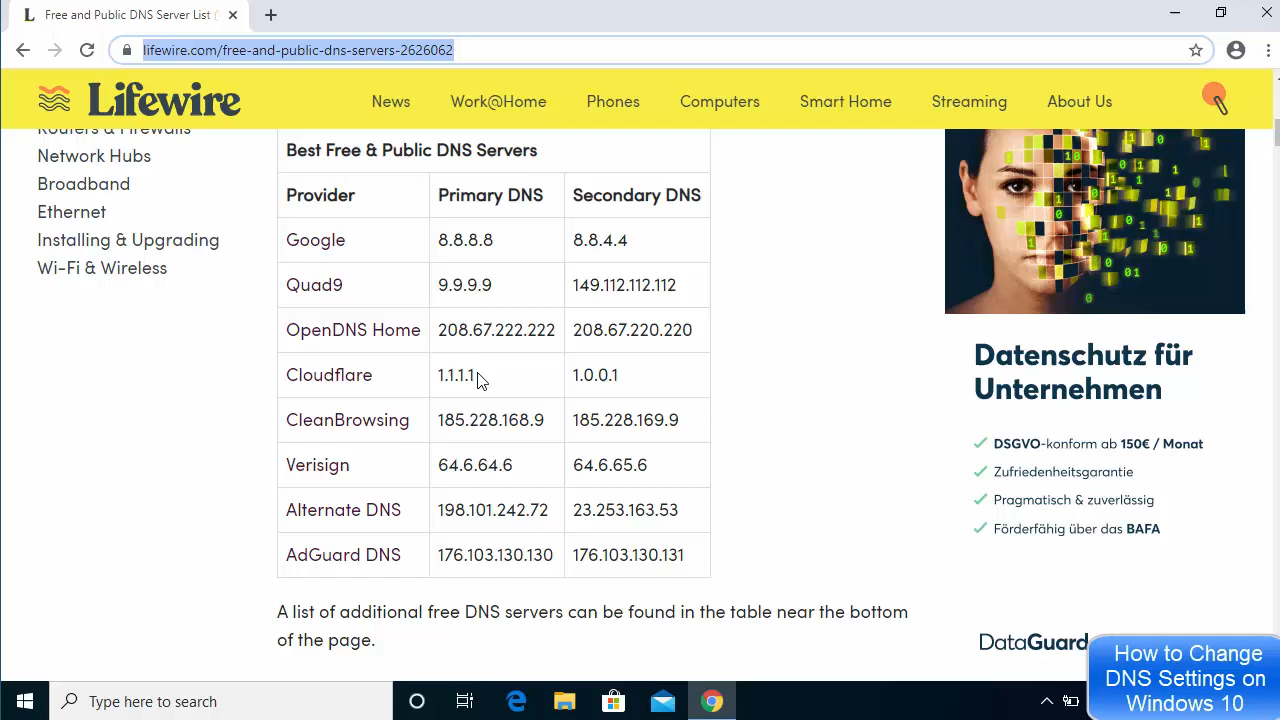 L Free and Public DNS Server List (
lifewire.com/free-and-public-dns-servers-2626062
Lifewire
News Work@Home Phones Computers Smart Home Streaming About Us
Routers & Firewalls
Network Hubs
Broadband
Ethernet
Installing & Upgrading
Wi-Fi & Wireless
Best Free & Public DNS Servers
Provider Primary DNS Secondary DNS
Google 8.8.8.8 8.8.4.4
Quad9 9.9.9.9 149.112.112.112
OpenDNS Home 208.67.222.222 208.67.220.220
Cloudflare 1.1.1.1 1.0.0.1
CleanBrowsing 185.228.168.9 185.228.169.9
Verisign 64.6.64.6 64.6.65.6
Alternate DNS 198.101.242.72 23.253.163.53
AdGuard DNS 176.103.130.130 176.103.130.131
A list of additional free DNS servers can be found in the table near the bottom
of the page.
Datenschutz für
Unternehmen
DSGVO-konform ab 150€ / Monat
Zufriedenheitsgarantie
Pragmatisch & zuverlässig
Förderfähig über das BAFA
DataGuard
How to Change
DNS Settings on
Windows 10
Type here to search